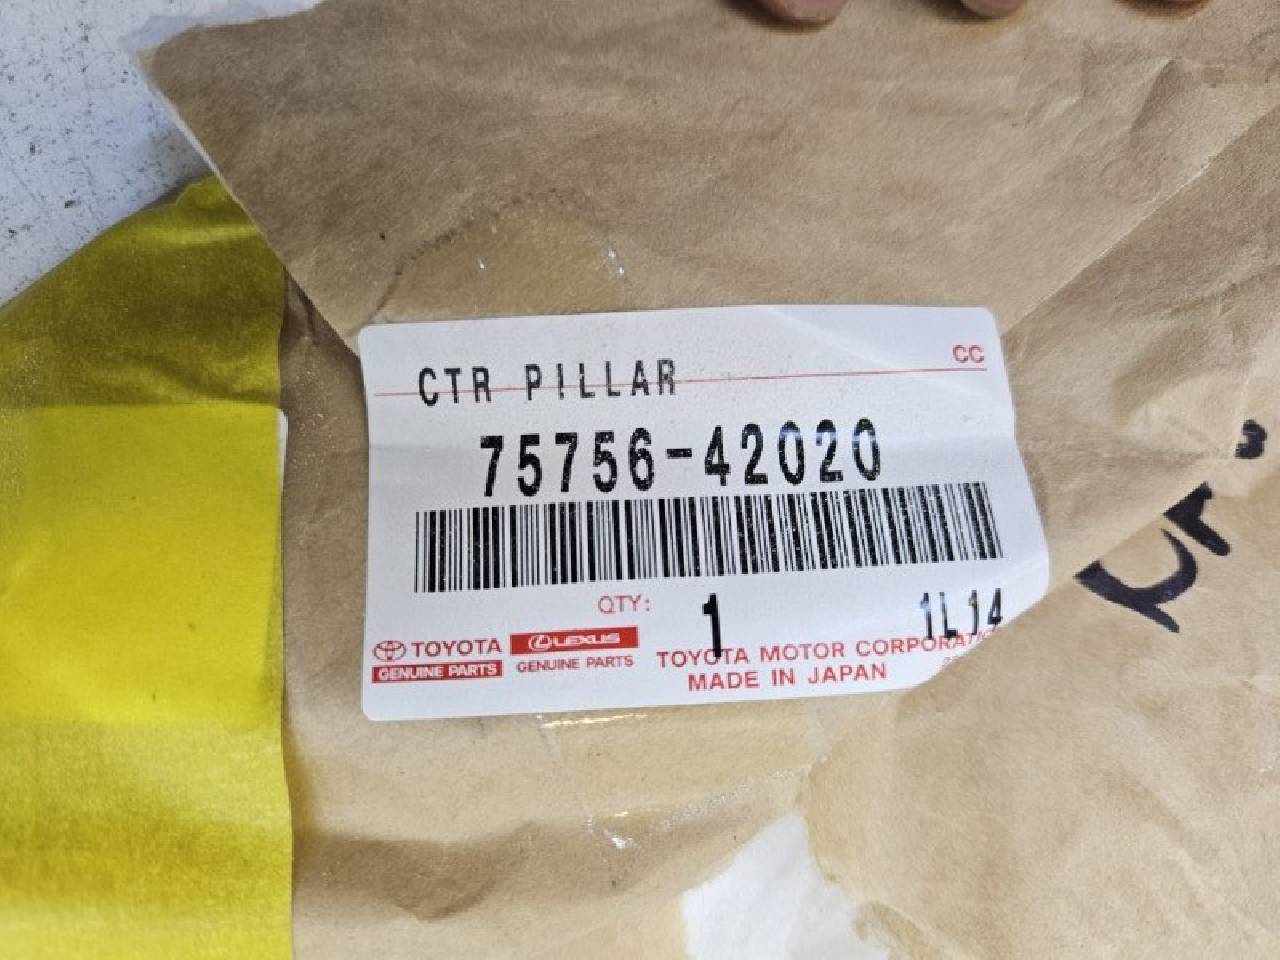 CC
CTR PILLAR
75756-42020
QTY: 1
1L14
TOYOTA
GENUINE PARTS
LEXUS
GENUINE PARTS
TOYOTA MOTOR CORPORATION
MADE IN JAPAN